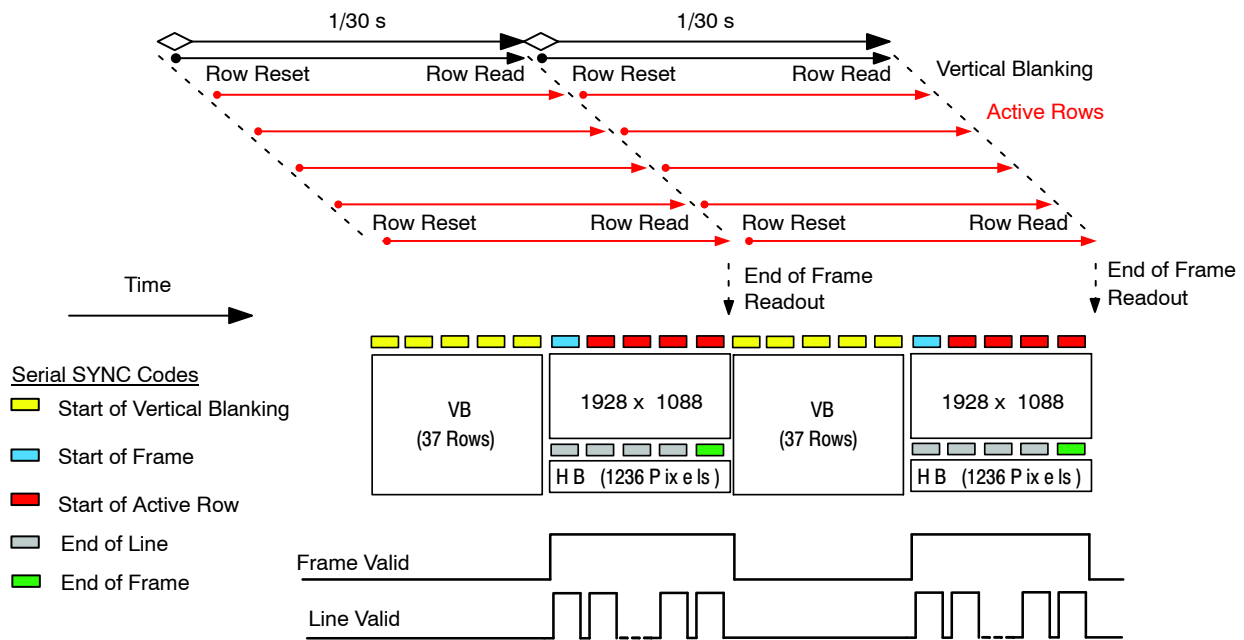 1/30 s 1/30 s
Row Reset Row Read Row Reset Row Read Vertical Blanking
Active Rows
Row Reset Row Read Row Reset Row Read
Time
End of Frame
Readout
End of Frame
Readout
Serial SYNC Codes
Start of Vertical Blanking
Start of Frame
Start of Active Row
End of Line
End of Frame
VB
(37 Rows)
1928 x 1088
H B (1236 P ix e ls )
VB
(37 Rows)
1928 x 1088
H B (1236 P ix e ls )
Frame Valid
Line Valid